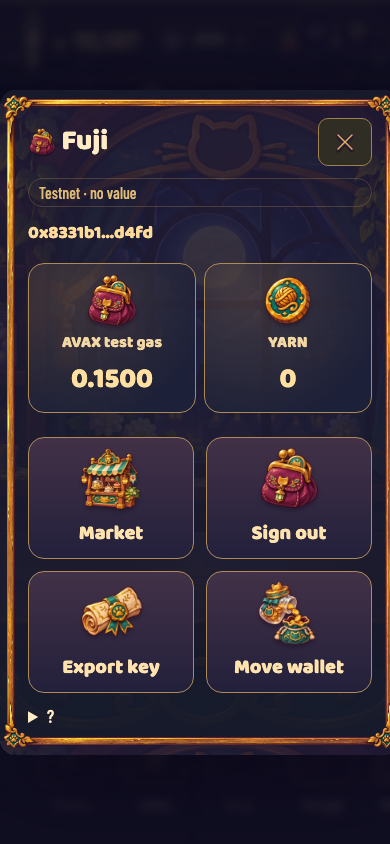 Fuji
Testnet · no value
0x8331b1...d4fd
AVAX test gas
YARN
0.1500
0
Market
Sign out
Export key
Move wallet
?